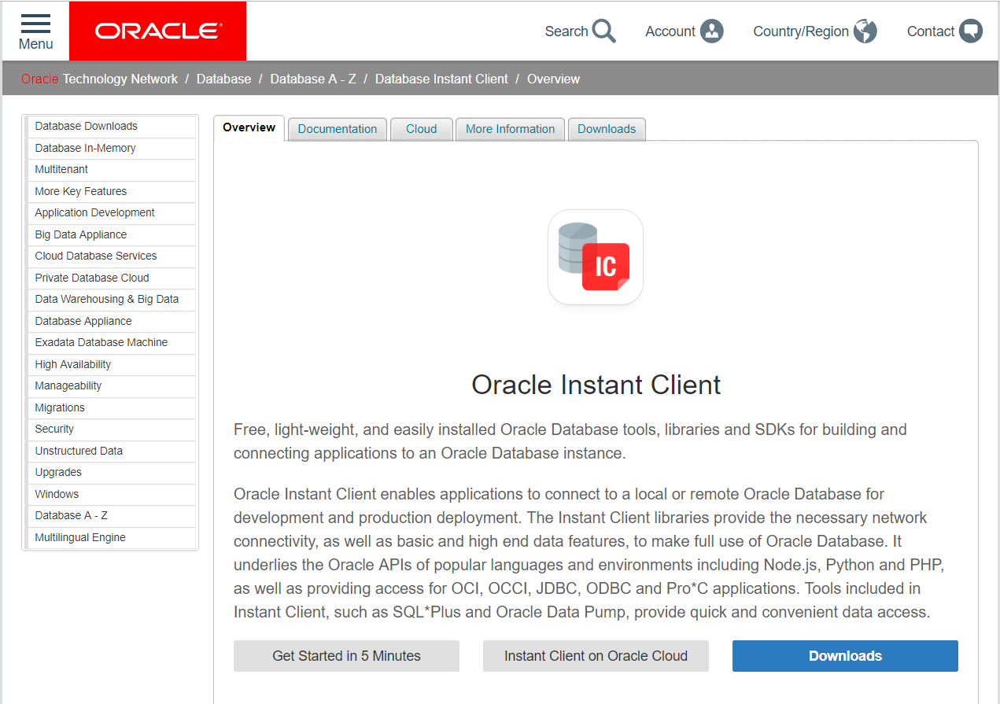 Menu
ORACLE
Search
Account
Country/Region
Contact
Oracle Technology Network / Database / Database A - Z / Database Instant Client / Overview
Database Downloads
Database In-Memory
Multitenant
More Key Features
Application Development
Big Data Appliance
Cloud Database Services
Private Database Cloud
Data Warehousing & Big Data
Database Appliance
Exadata Database Machine
High Availability
Manageability
Migrations
Security
Unstructured Data
Upgrades
Windows
Database A - Z
Multilingual Engine
Overview
Documentation
Cloud
More Information
Downloads
IC
Oracle Instant Client
Free, light-weight, and easily installed Oracle Database tools, libraries and SDKs for building and
connecting applications to an Oracle Database instance.
Oracle Instant Client enables applications to connect to a local or remote Oracle Database for
development and production deployment. The Instant Client libraries provide the necessary network
connectivity, as well as basic and high end data features, to make full use of Oracle Database. It
underlies the Oracle APIs of popular languages and environments including Node.js, Python and PHP,
as well as providing access for OCI, OCCI, JDBC, ODBC and Pro*C applications. Tools included in
Instant Client, such as SQL*Plus and Oracle Data Pump, provide quick and convenient data access.
Get Started in 5 Minutes
Instant Client on Oracle Cloud
Downloads